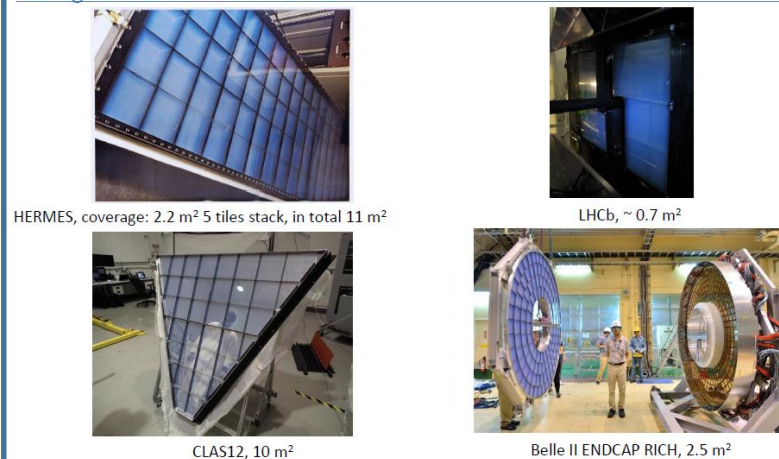 HERMES, coverage: 2.2 m² 5 tiles stack, in total 11 m²
LHCb, ~ 0.7 m²
CLAS12, 10 m²
Belle II ENDCAP RICH, 2.5 m²